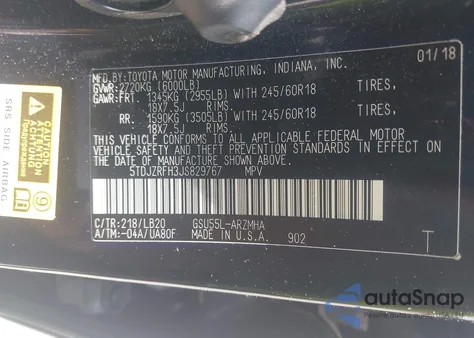 MFD. BY: TOYOTA MOTOR MANUFACTURING, INDIANA, INC. 01/18
GVWR: 2720KG (6000LB)
GAWR: FRT. 1345KG (2955LB) WITH 245/60R18 TIRES,
18X7.5J RIMS,
RR. 1590KG (3505LB) WITH 245/60R18 TIRES,
18X7.5J RIMS,
THIS VEHICLE CONFORMS TO ALL APPLICABLE FEDERAL MOTOR
VEHICLE SAFETY AND THEFT PREVENTION STANDARDS IN EFFECT
ON THE DATE OF MANUFACTURE SHOWN ABOVE.
5TDJZRFH3JS829767 MPV
C/TR: 218/LB20 GSU55L-ARZMHA
A/TM: -04A/UA80F MADE IN U.S.A. 902 T
SRS SIDE AIRBAG
ATTENTION
ACHTUNG
autaSnap